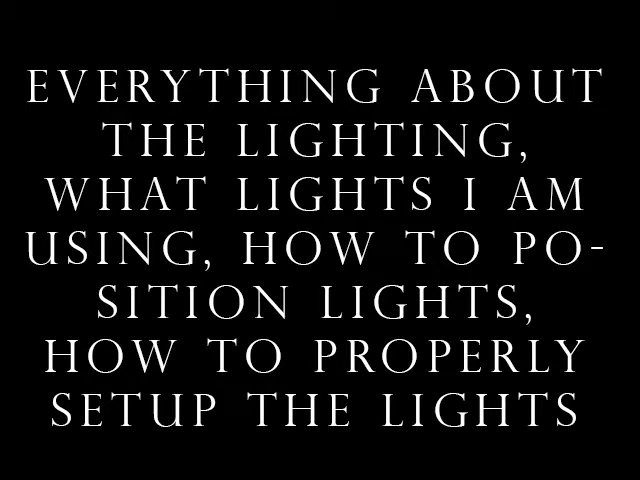 EVERYTHING ABOUT
THE LIGHTING,
WHAT LIGHTS I AM
USING, HOW TO PO-
SITION LIGHTS,
HOW TO PROPERLY
SETUP THE LIGHTS